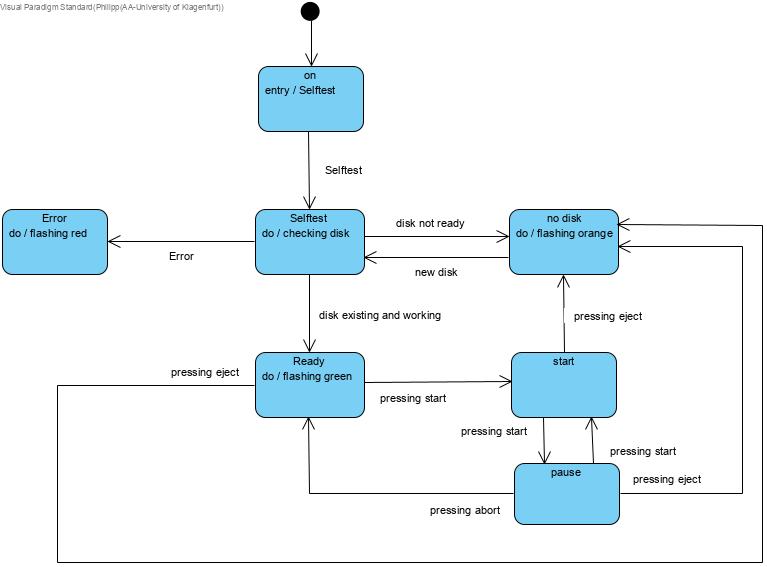 Visual Paradigm Standard(Philipp(AA-University of Klagenfurt))
on
entry / Selftest
Selftest
Error
do / flashing red
Selftest
do / checking disk
disk not ready
no disk
do / flashing orange
Error
new disk
disk existing and working
pressing eject
Ready
do / flashing green
pressing eject
start
pressing start
pressing start
pressing start
pause
pressing eject
pressing abort